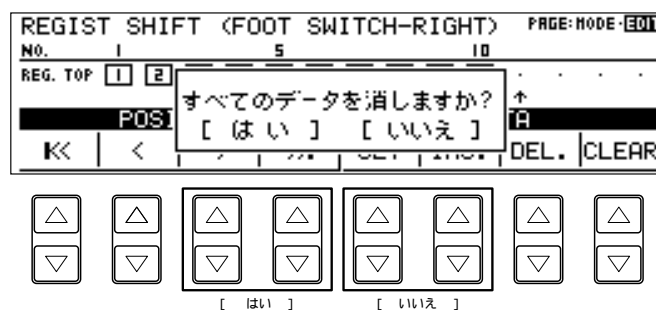 REGIST SHIFT (FOOT SWITCH-RIGHT) PAGE:MODE-EDIT
NO. 1 5 10
REG. TOP 1 2
すべてのデータを消しますか?
[ は い ] [ いいえ ]
POSI TA
K<< < DEL. CLEAR
[ はい ] [ いいえ ]